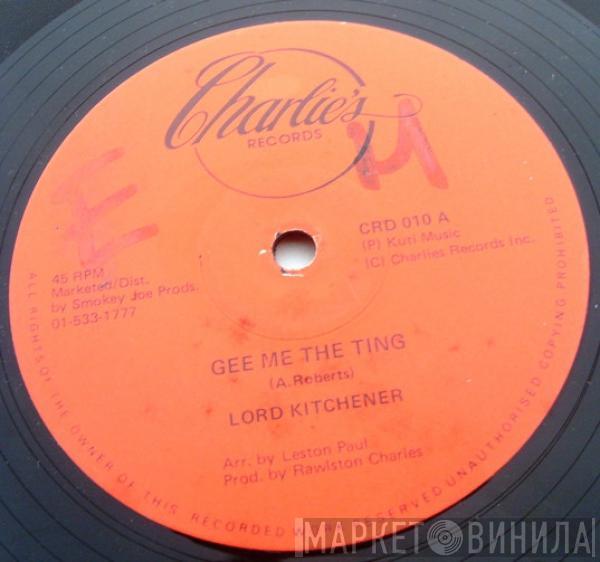 Charlie's
RECORDS
E
M
CRD 010 A
(P) Kuti Music
(C) Charlies Records Inc.
45 RPM
Marketed/Dist.
by Smokey Joe Prods.
01-533-1777
GEE ME THE TING
(A.Roberts)
LORD KITCHENER
Arr. by Leston Paul
Prod. by Rawlston Charles
ALL RIGHTS OF THE OWNER OF THIS RECORDED W RESERVED UNAUTHORISED COPYING PROHIBITED
МАРКЕТ ВИНИЛА